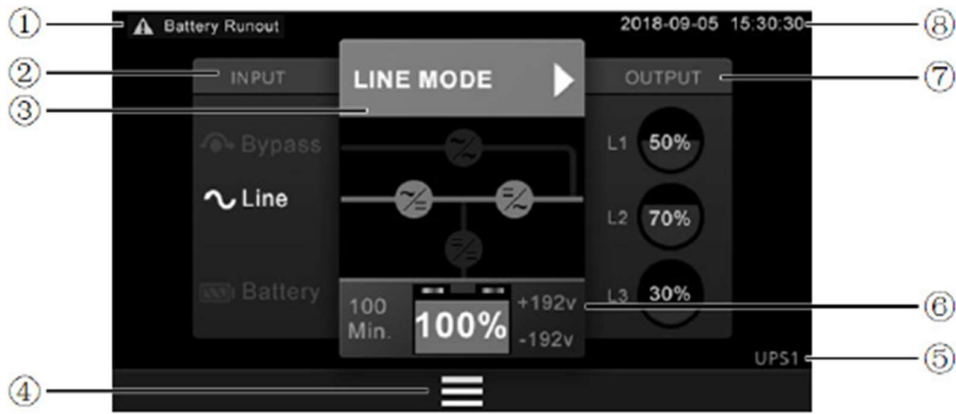 ① Battery Runout 2018-09-05 15:30:30 ⑧
② INPUT LINE MODE OUTPUT ⑦
③
Bypass L1 50%
Line L2 70%
Battery L3 30%
100 Min. 100% +192v -192v ⑥
UPS1 ⑤
④